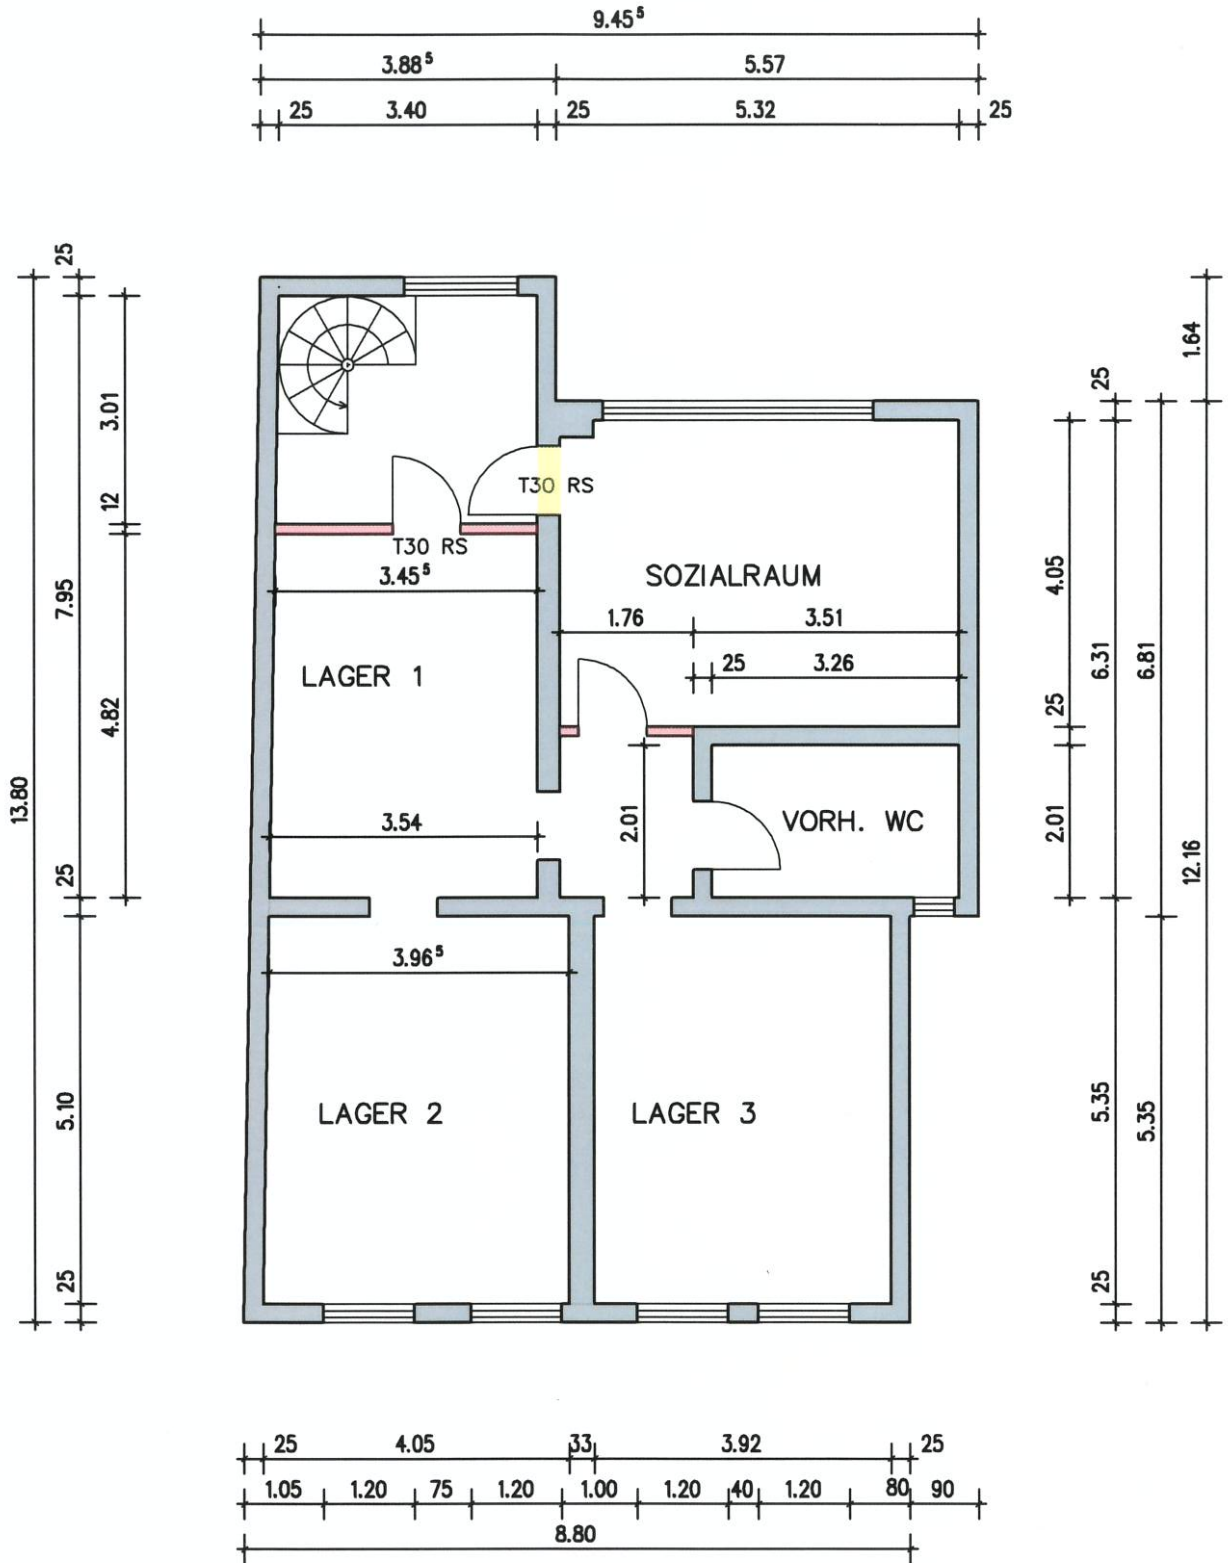 9.45⁵
3.88⁵ 5.57
25 3.40 25 5.32 25
25
1.64
25
3.01
12
T30 RS
T30 RS
3.45⁵
SOZIALRAUM
7.95
4.05
1.76 3.51
6.31
6.81
25 3.26
LAGER 1
4.82
25
13.80
3.54
2.01
VORH. WC
2.01
12.16
25
3.96⁵
5.10
LAGER 2
LAGER 3
5.35
5.35
25
25
25 4.05 33 3.92 25
1.05 1.20 75 1.20 1.00 1.20 40 1.20 80 90
8.80